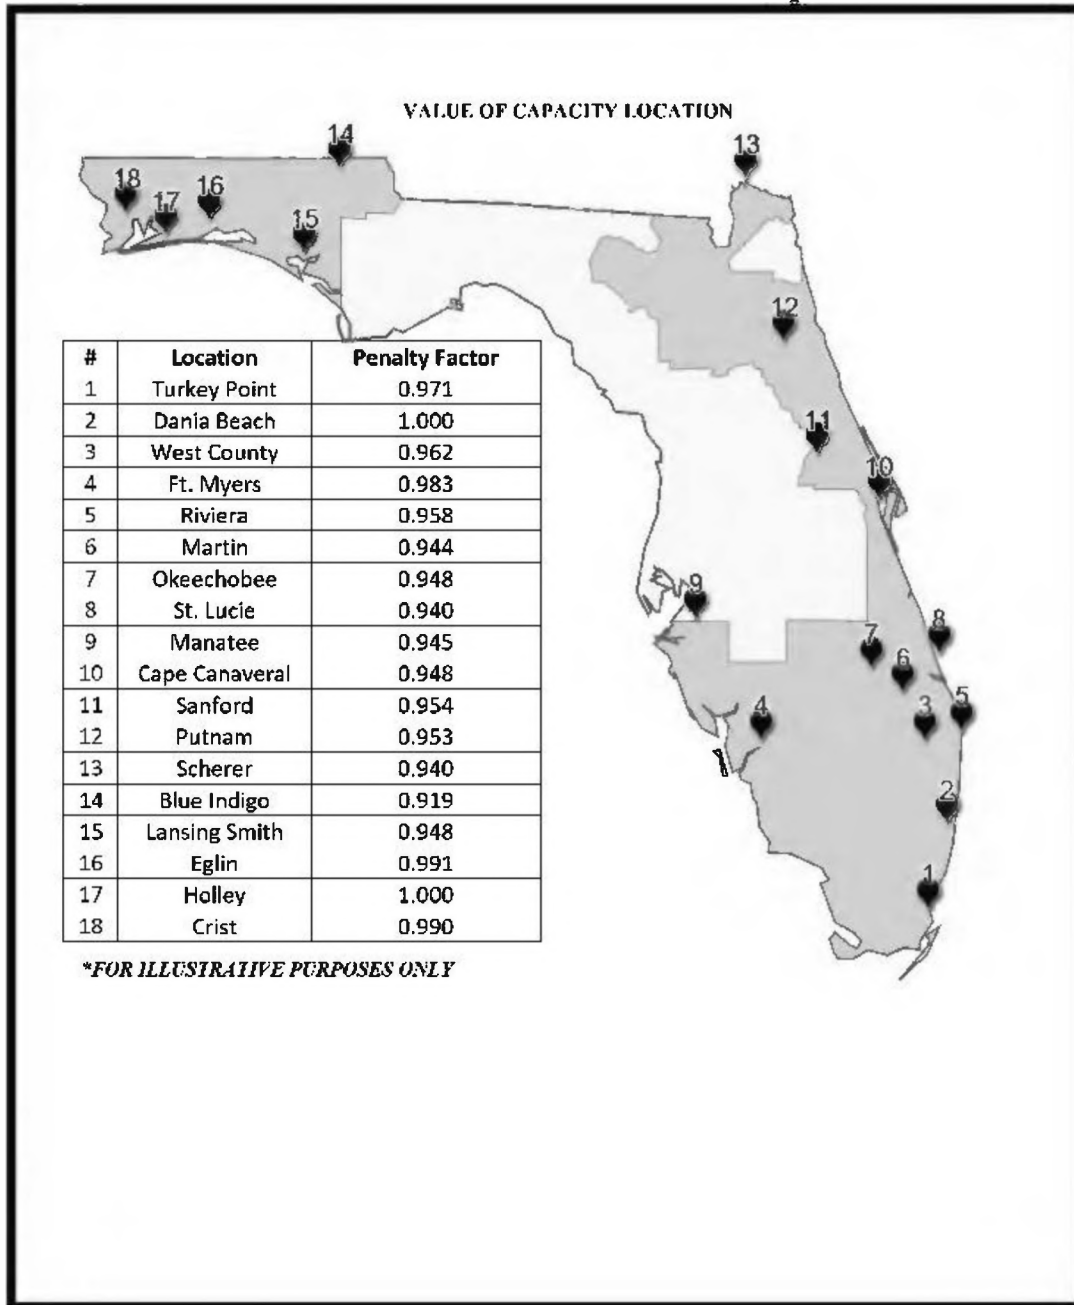 VALUE OF CAPACITY LOCATION
14
13
18
17
16
15
12
11
10
9
8
7
6
5
4
3
2
1
# Location Penalty Factor
1 Turkey Point 0.971
2 Dania Beach 1.000
3 West County 0.962
4 Ft. Myers 0.983
5 Riviera 0.958
6 Martin 0.944
7 Okeechobee 0.948
8 St. Lucie 0.940
9 Manatee 0.945
10 Cape Canaveral 0.948
11 Sanford 0.954
12 Putnam 0.953
13 Scherer 0.940
14 Blue Indigo 0.919
15 Lansing Smith 0.948
16 Eglin 0.991
17 Holley 1.000
18 Crist 0.990
*FOR ILLUSTRATIVE PURPOSES ONLY